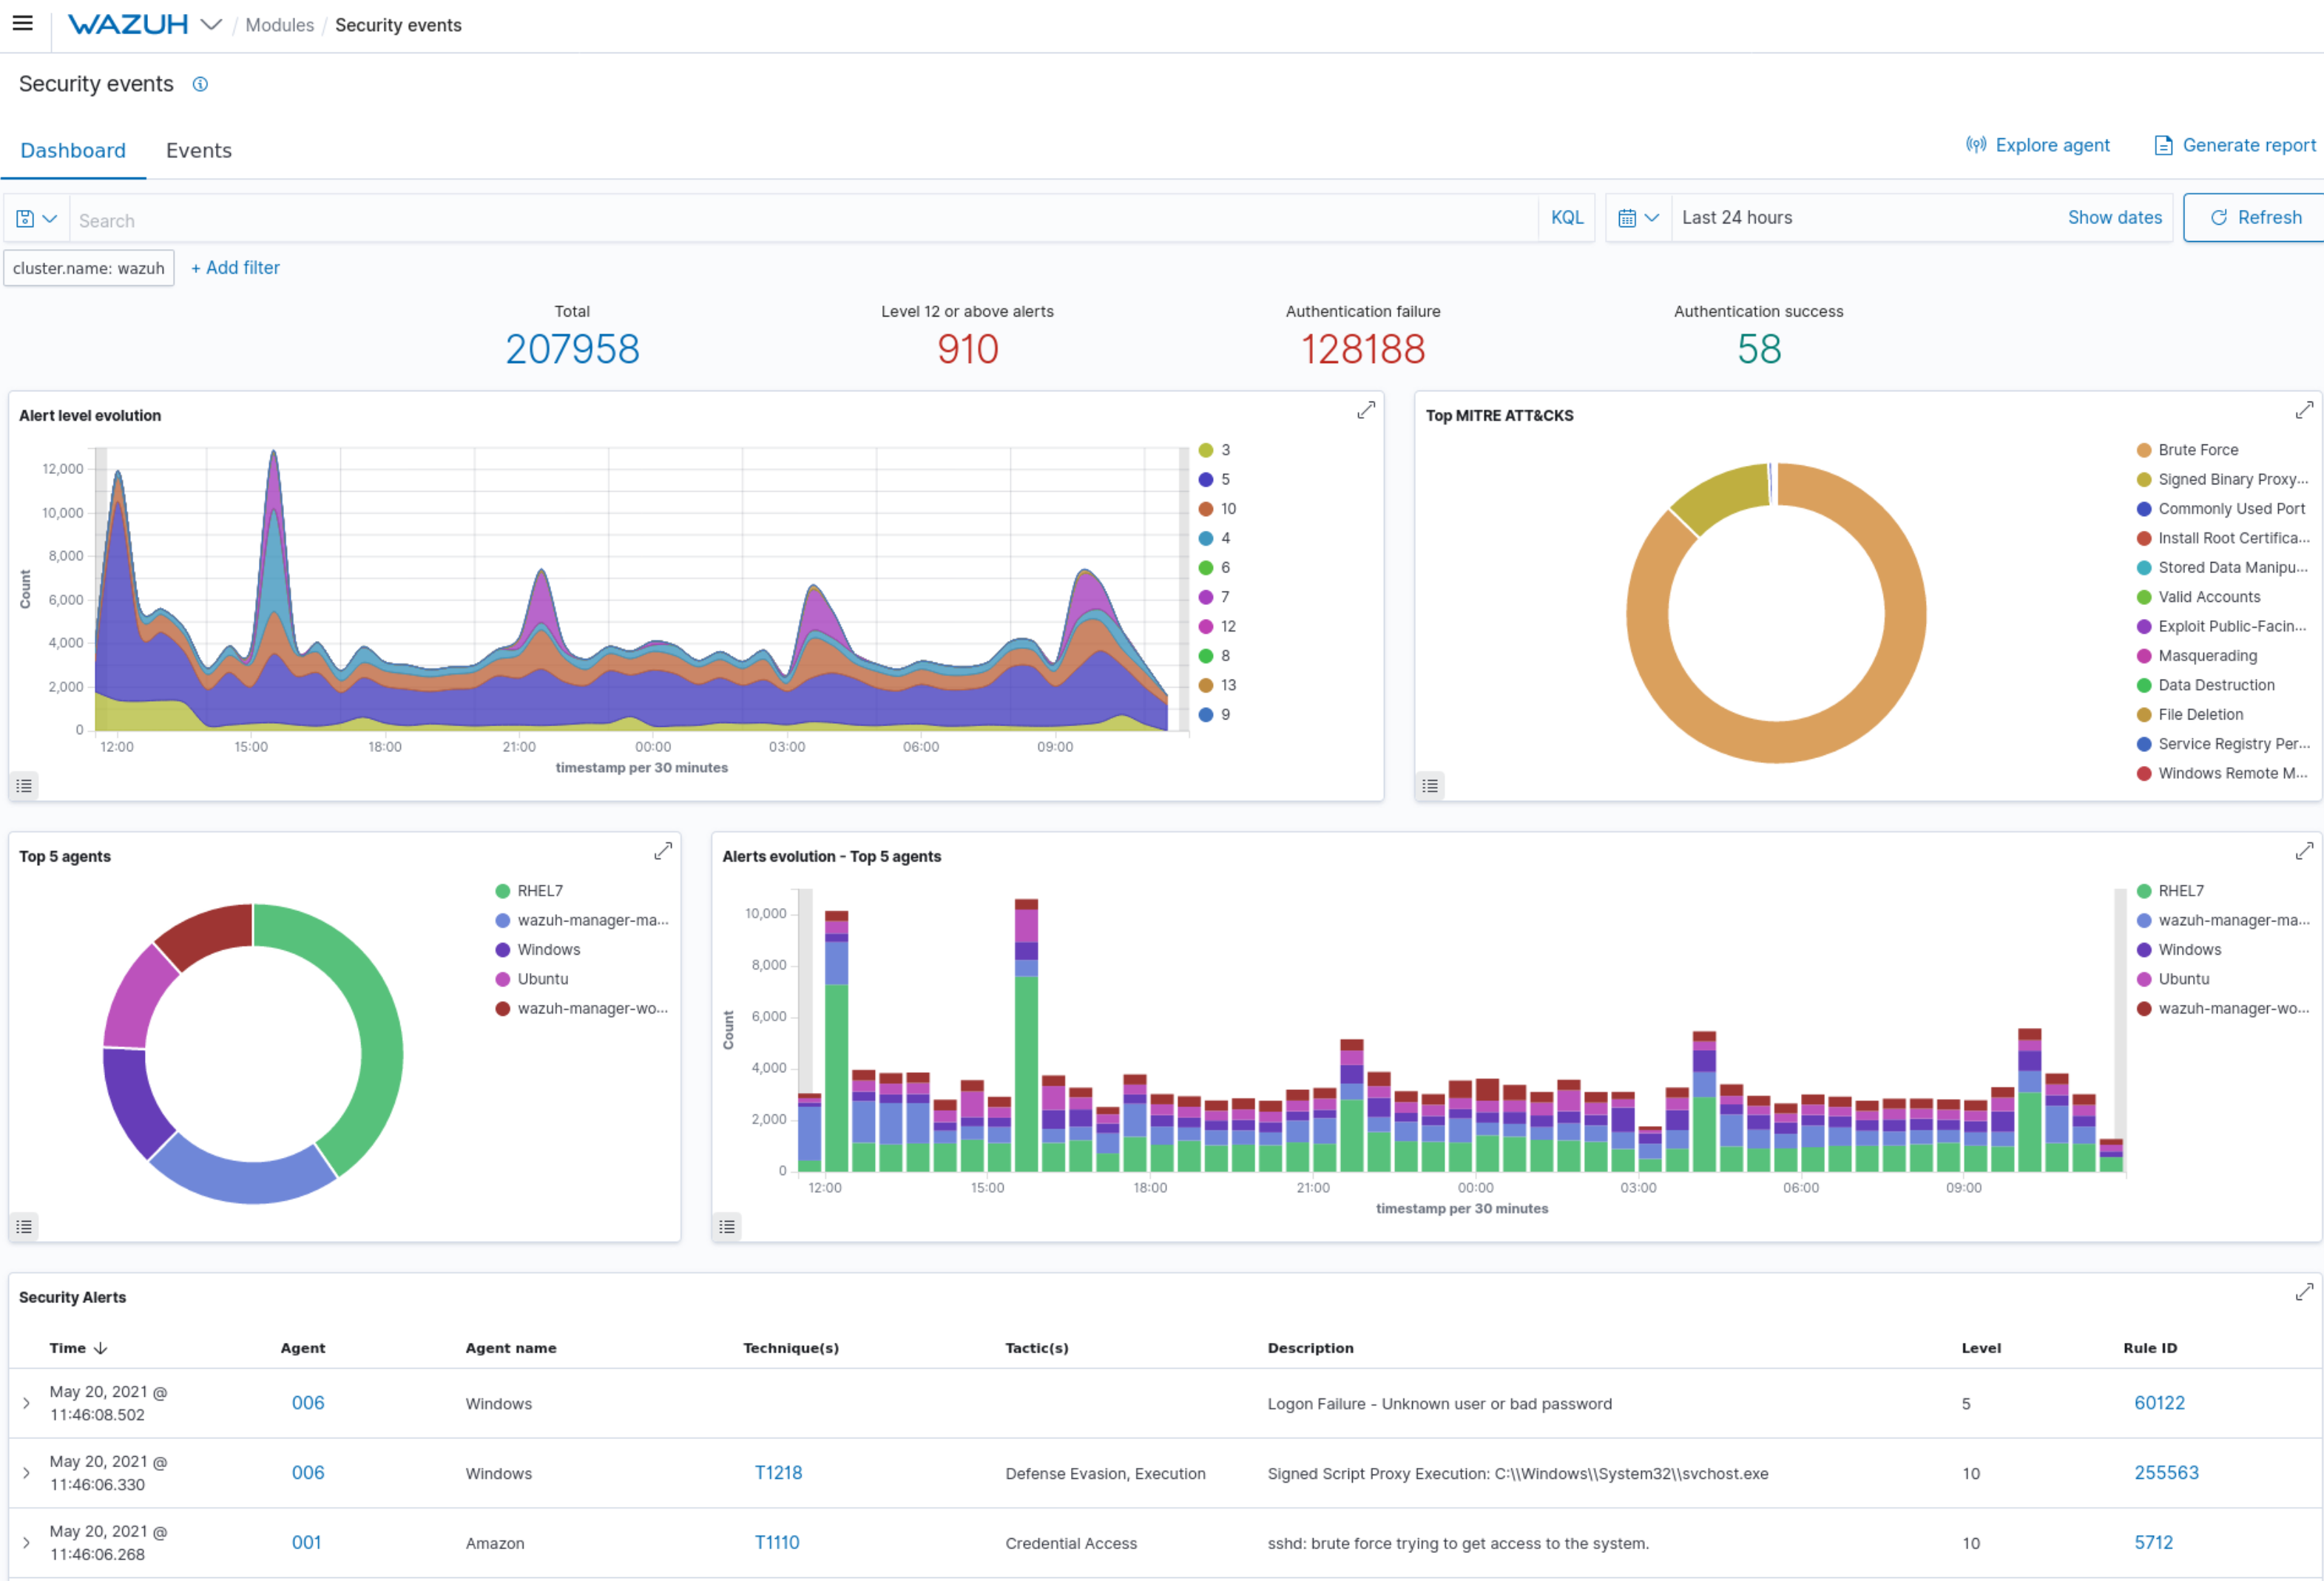 WAZUH / Modules / Security events
Security events
Dashboard Events
Explore agent Generate report
Search KQL Last 24 hours Show dates Refresh
cluster.name: wazuh + Add filter
Total Level 12 or above alerts Authentication failure Authentication success
207958 910 128188 58
Alert level evolution
12,000
10,000
8,000
6,000
4,000
2,000
0
Count
12:00 15:00 18:00 21:00 00:00 03:00 06:00 09:00
timestamp per 30 minutes
3
5
10
4
6
7
12
8
13
9
Top MITRE ATT&CKS
Brute Force
Signed Binary Proxy...
Commonly Used Port
Install Root Certifica...
Stored Data Manipu...
Valid Accounts
Exploit Public-Facin...
Masquerading
Data Destruction
File Deletion
Service Registry Per...
Windows Remote M...
Top 5 agents
RHEL7
wazuh-manager-ma...
Windows
Ubuntu
wazuh-manager-wo...
Alerts evolution - Top 5 agents
10,000
8,000
6,000
4,000
2,000
0
Count
12:00 15:00 18:00 21:00 00:00 03:00 06:00 09:00
timestamp per 30 minutes
RHEL7
wazuh-manager-ma...
Windows
Ubuntu
wazuh-manager-wo...
Security Alerts
Time Agent Agent name Technique(s) Tactic(s) Description Level Rule ID
May 20, 2021 @
11:46:08.502 006 Windows Logon Failure - Unknown user or bad password 5 60122
May 20, 2021 @
11:46:06.330 006 Windows T1218 Defense Evasion, Execution Signed Script Proxy Execution: C:\\Windows\\System32\\svchost.exe 10 255563
May 20, 2021 @
11:46:06.268 001 Amazon T1110 Credential Access sshd: brute force trying to get access to the system. 10 5712